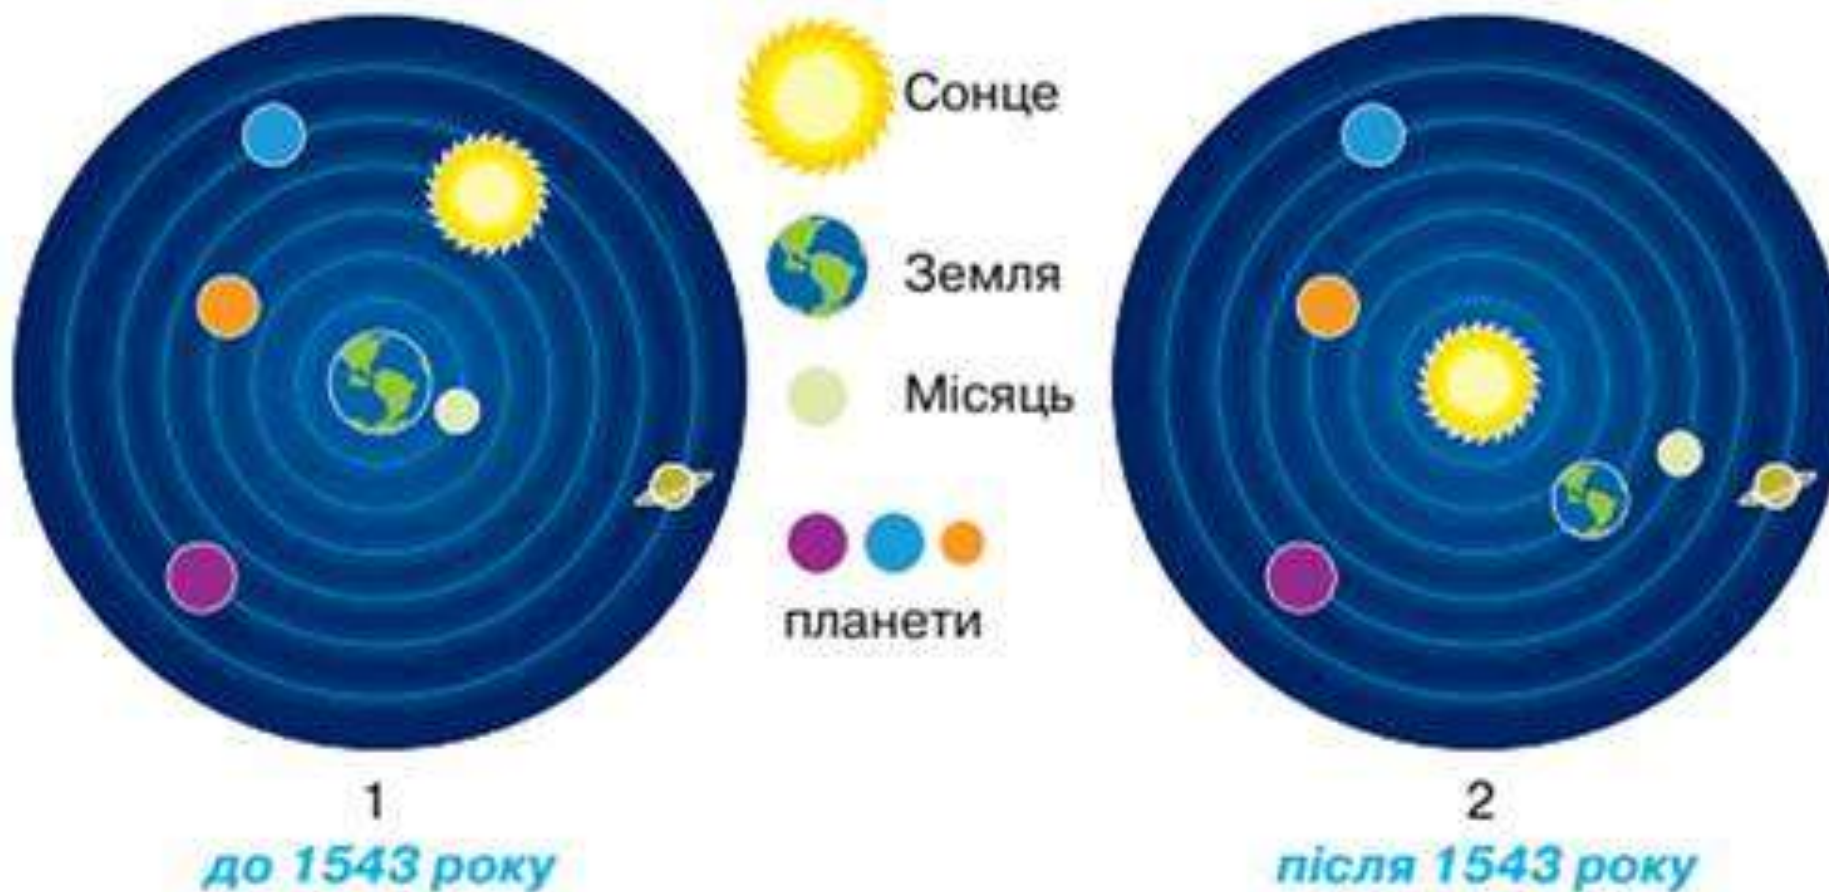 Сонце
Земля
Місяць
планети
1
до 1543 року
2
після 1543 року